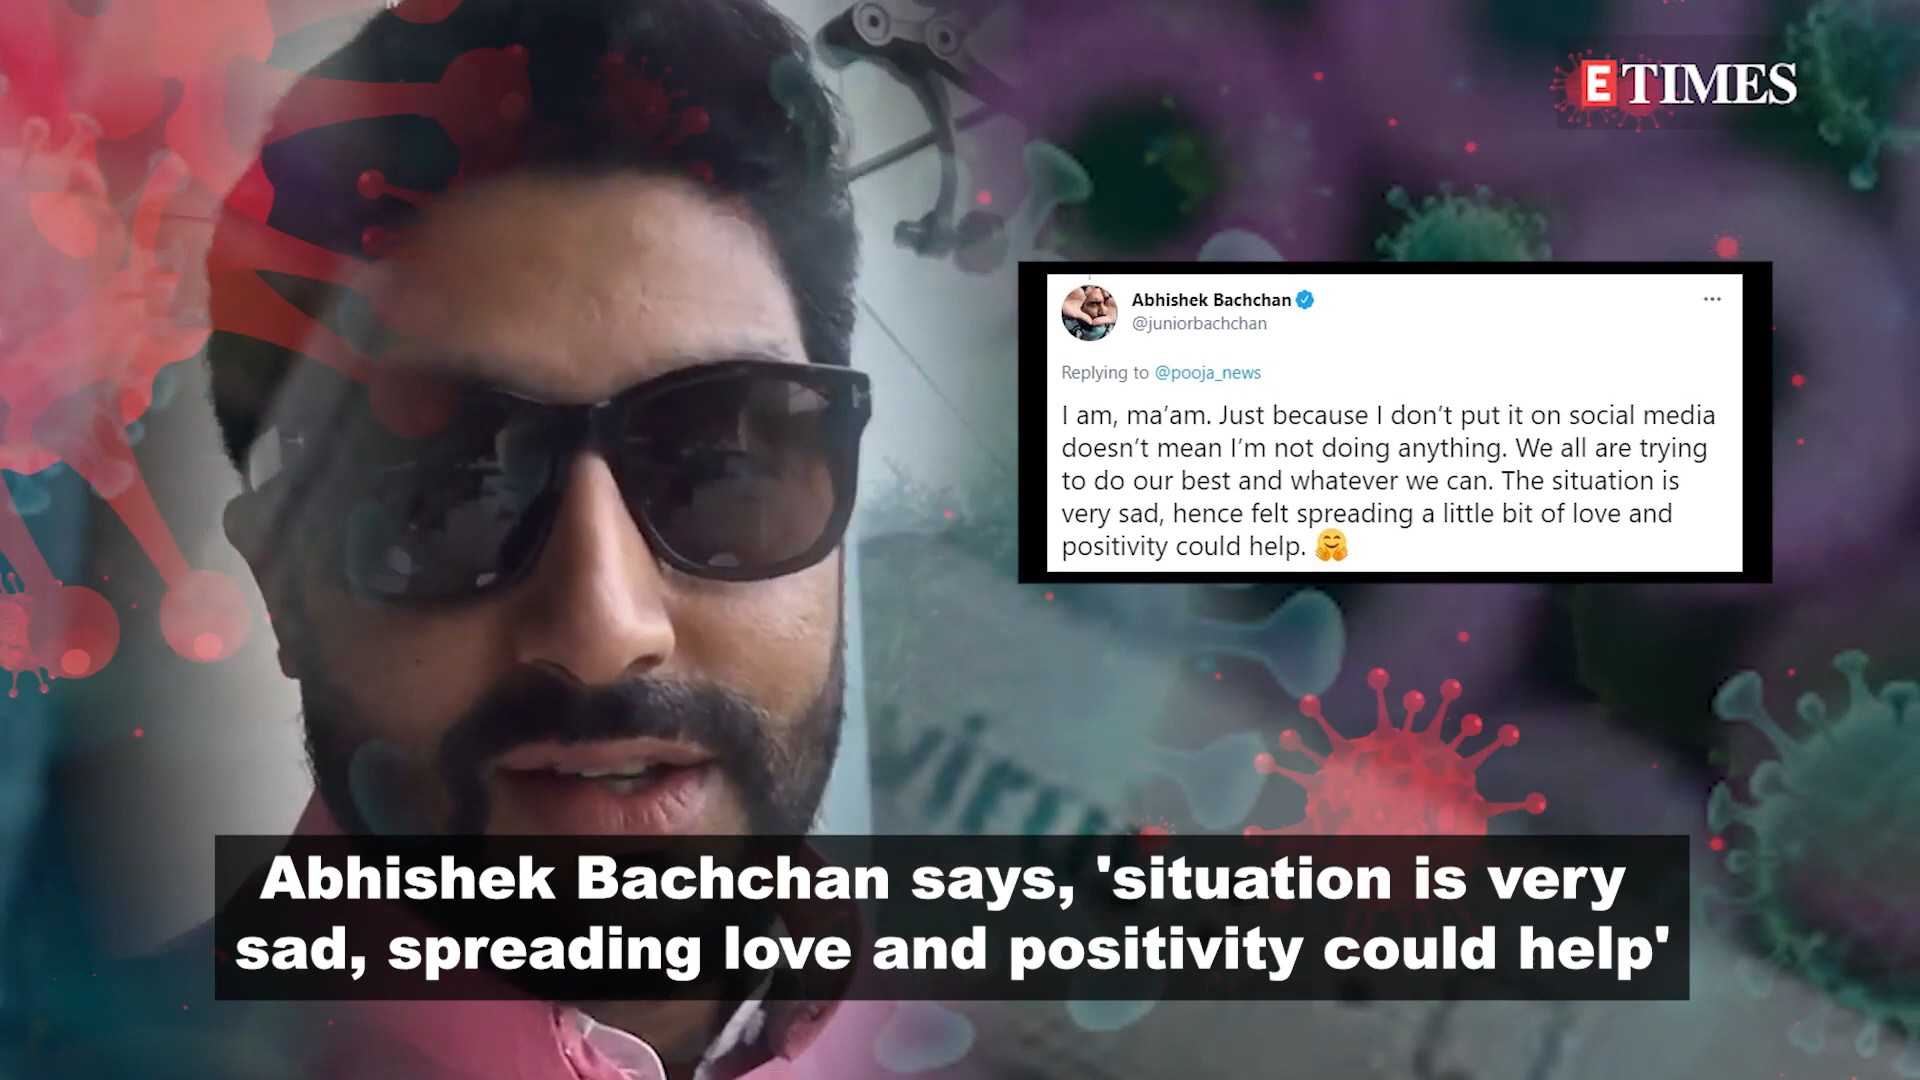 E TIMES
Abhishek Bachchan
@juniorbachchan
Replying to @pooja_news
I am, ma’am. Just because I don’t put it on social media
doesn’t mean I’m not doing anything. We all are trying
to do our best and whatever we can. The situation is
very sad, hence felt spreading a little bit of love and
positivity could help. 🤗
Abhishek Bachchan says, 'situation is very
sad, spreading love and positivity could help'